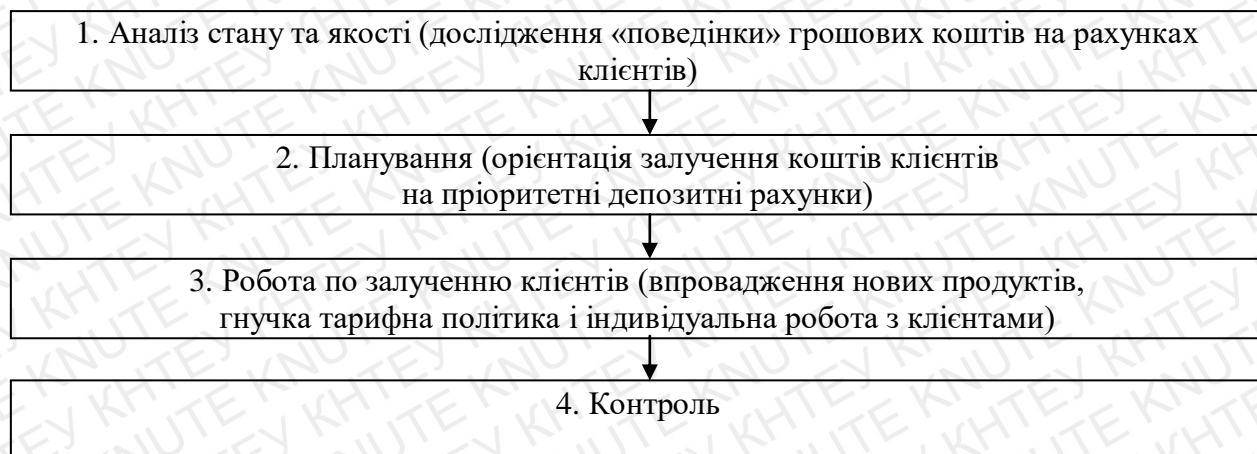 1. Аналіз стану та якості (дослідження «поведінки» грошових коштів на рахунках
клієнтів)
2. Планування (орієнтація залучення коштів клієнтів
на пріоритетні депозитні рахунки)
3. Робота по залученню клієнтів (впровадження нових продуктів,
гнучка тарифна політика і індивідуальна робота з клієнтами)
4. Контроль